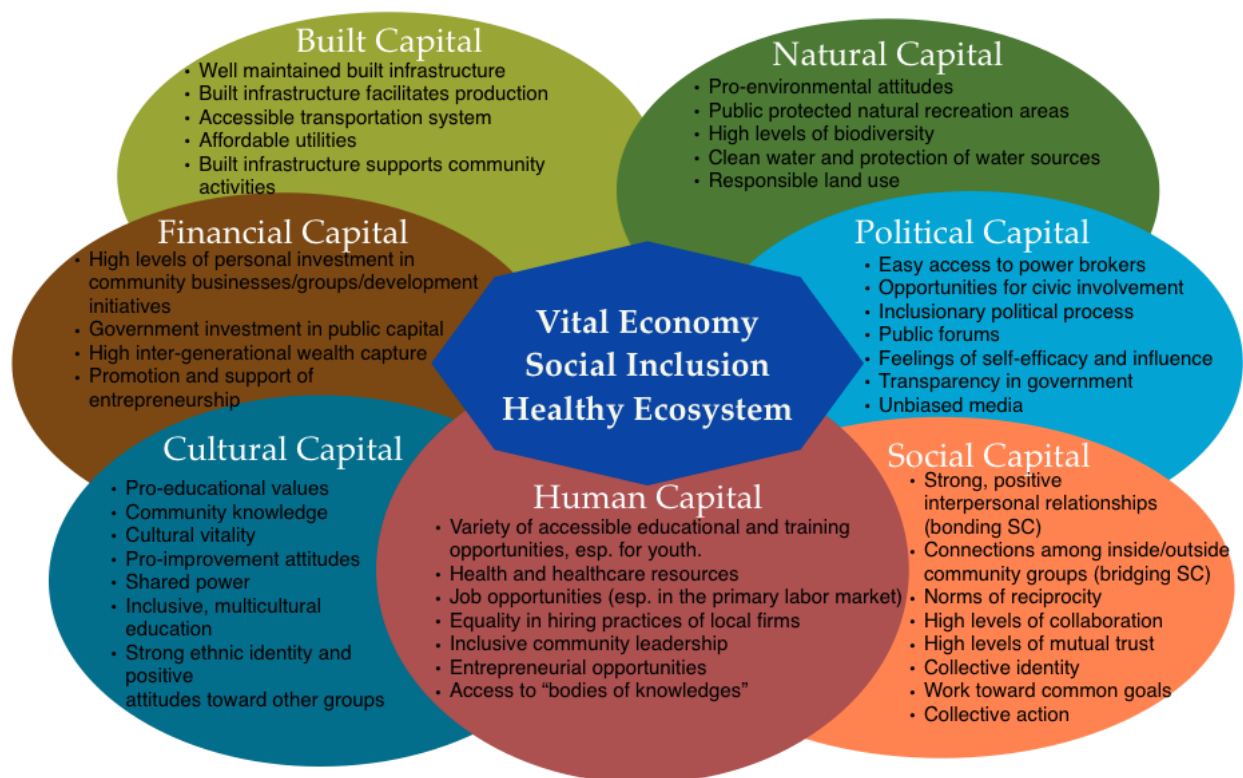 Built Capital
• Well maintained built infrastructure
• Built infrastructure facilitates production
• Accessible transportation system
• Affordable utilities
• Built infrastructure supports community
activities
Natural Capital
• Pro-environmental attitudes
• Public protected natural recreation areas
• High levels of biodiversity
• Clean water and protection of water sources
• Responsible land use
Financial Capital
• High levels of personal investment in
community businesses/groups/development
initiatives
• Government investment in public capital
• High inter-generational wealth capture
• Promotion and support of
entrepreneurship
Vital Economy
Social Inclusion
Healthy Ecosystem
Political Capital
• Easy access to power brokers
• Opportunities for civic involvement
• Inclusionary political process
• Public forums
• Feelings of self-efficacy and influence
• Transparency in government
• Unbiased media
Cultural Capital
• Pro-educational values
• Community knowledge
• Cultural vitality
• Pro-improvement attitudes
• Shared power
• Inclusive, multicultural
education
• Strong ethnic identity and
positive
attitudes toward other groups
Human Capital
• Variety of accessible educational and training
opportunities, esp. for youth.
• Health and healthcare resources
• Job opportunities (esp. in the primary labor market)
• Equality in hiring practices of local firms
• Inclusive community leadership
• Entrepreneurial opportunities
• Access to “bodies of knowledges”
Social Capital
• Strong, positive
interpersonal relationships
(bonding SC)
• Connections among inside/outside
community groups (bridging SC)
• Norms of reciprocity
• High levels of collaboration
• High levels of mutual trust
• Collective identity
• Work toward common goals
• Collective action